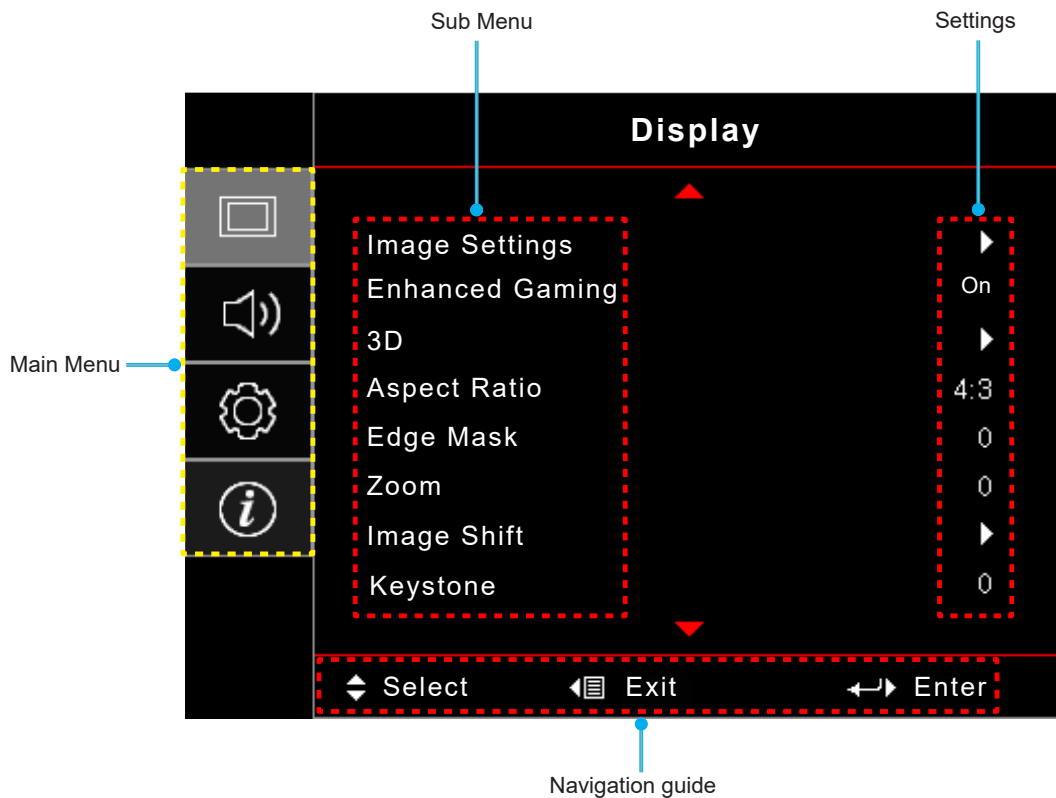 Sub Menu
Settings
Display
Image Settings
Enhanced Gaming
On
3D
Aspect Ratio
4:3
Edge Mask
0
Zoom
0
Image Shift
Keystone
0
Main Menu
i
Select
Exit
Enter
Navigation guide